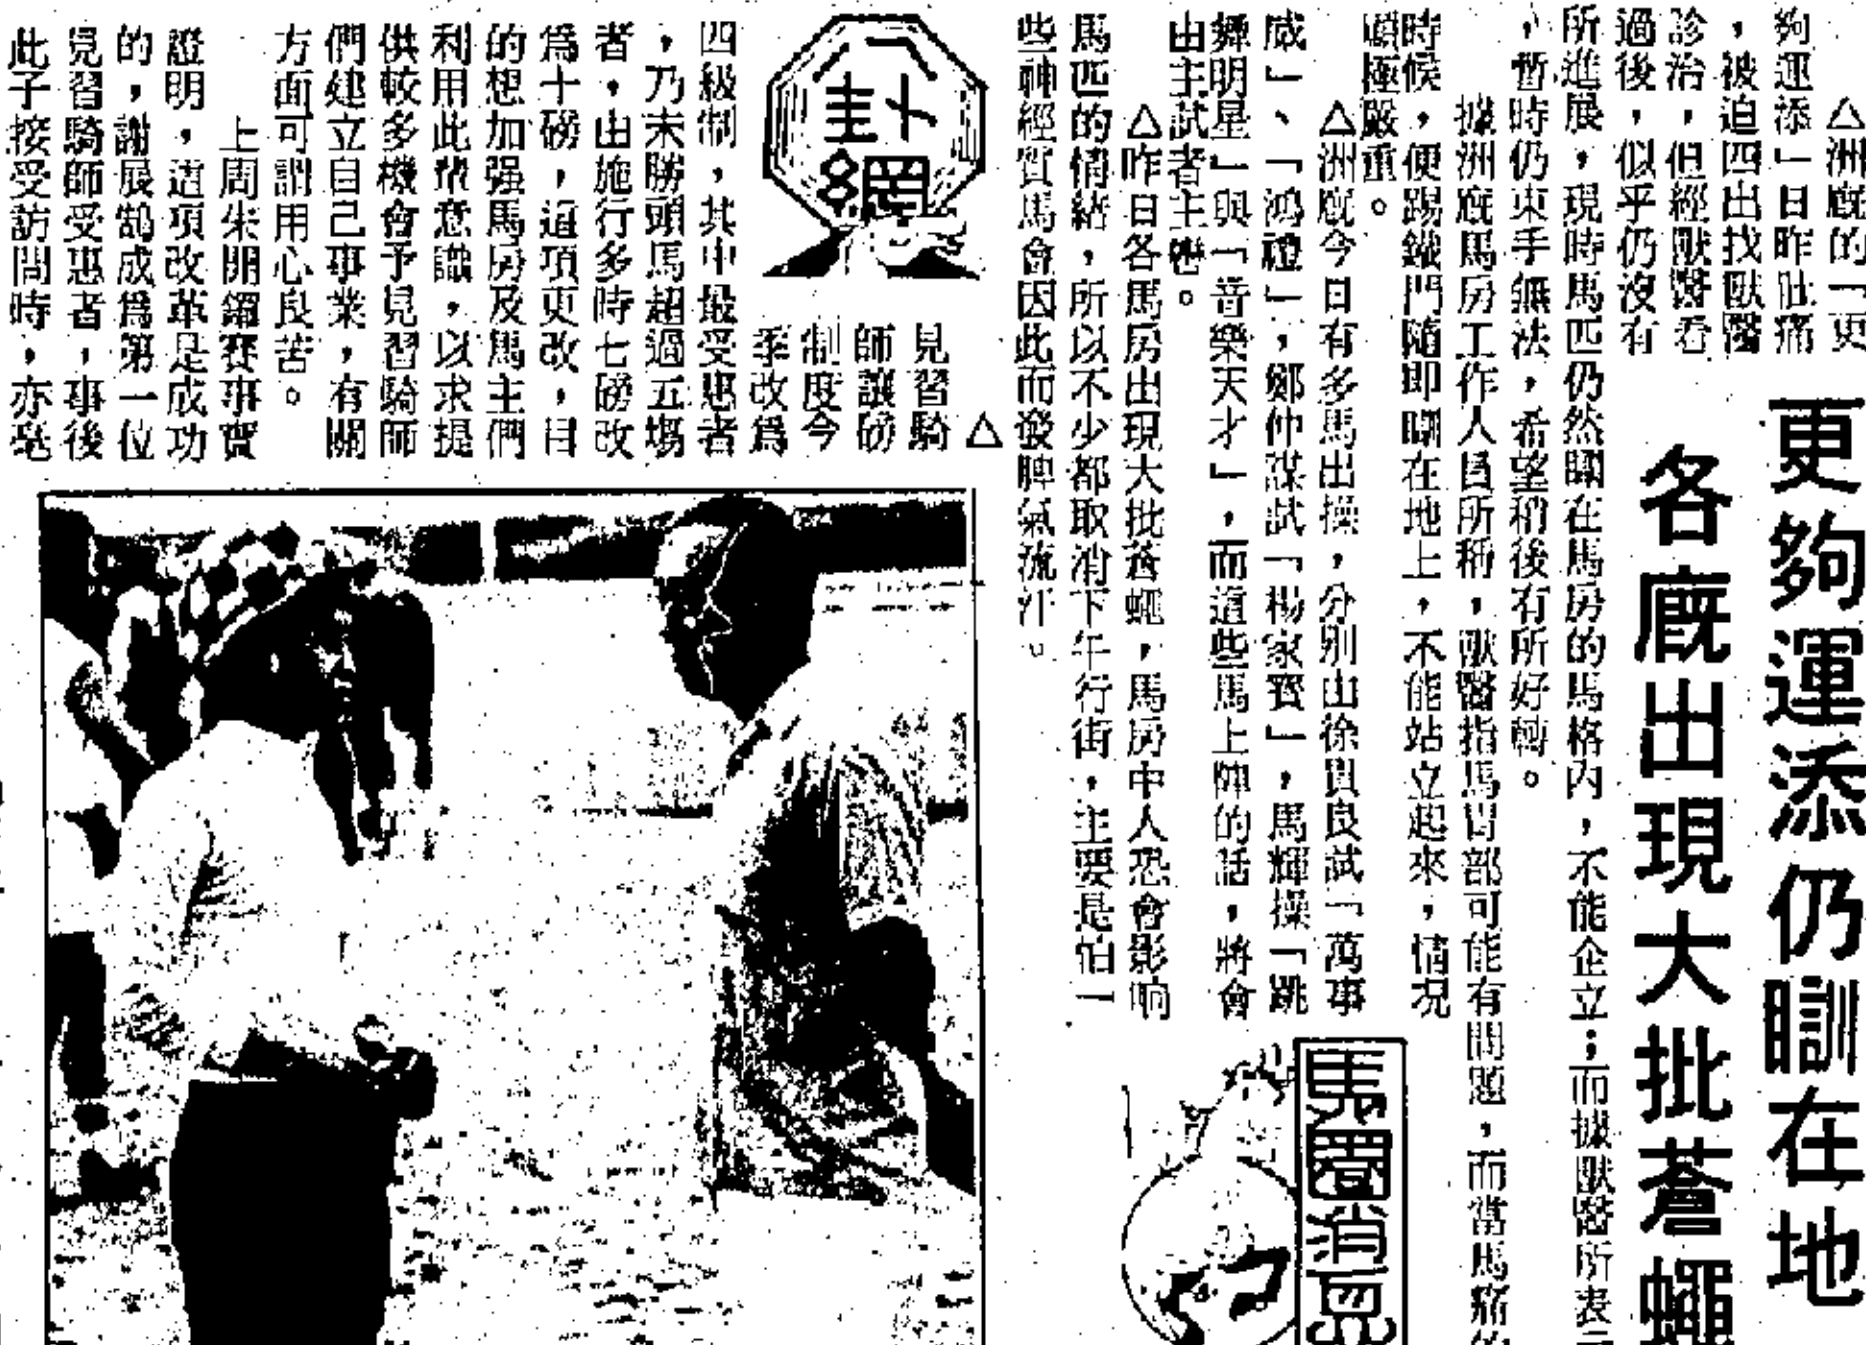 更夠運添仍瞓在地
各廐出現大批蒼蠅
△洲廐的「更
夠運添」日昨肚痛
，被迫四出找獸醫
診治，但經獸醫看
過後，似乎仍沒有
所進展，現時馬匹仍然瞓在馬房的馬格內，不能企立；而據獸醫所表示
，暫時仍束手無法，希望稍後有所好轉。
據洲廐馬房工作人員所稱，獸醫指馬胃部可能有問題，而當馬痛的
時候，便踢鐵門隨即瞓在地上，不能站立起來，情況
極嚴重。
△洲廐今日有多馬出操，分別由徐貫良試「萬事
威」、「鴻禮」，鄭仲謀試「楊家寶」，馬輝操「跳
舞明星」與「音樂天才」，而這些馬上陣的話，將會
由主試者主轡。
△昨日各馬房出現大批蒼蠅，馬房中人恐會影响
馬匹的情緒，所以不少都取消下午行街，主要是怕一
些神經質馬會因此而發脾氣流汗。
馬圈消息
八卦網
△
見習騎
師讓磅
制度今
季改爲
四級制，其中最受惠者
，乃未勝頭馬超過五場
者，由施行多時七磅改
爲十磅，這項更改，目
的想加强馬房及馬主們
利用此輩意識，以求提
供較多機會予見習騎師
們建立自己事業，有關
方面可謂用心良苦。
上周末開鑼賽事實
證明，這項改革是成功
的，謝展鵠成爲第一位
見習騎師受惠者，事後
此子接受訪問時，亦毫